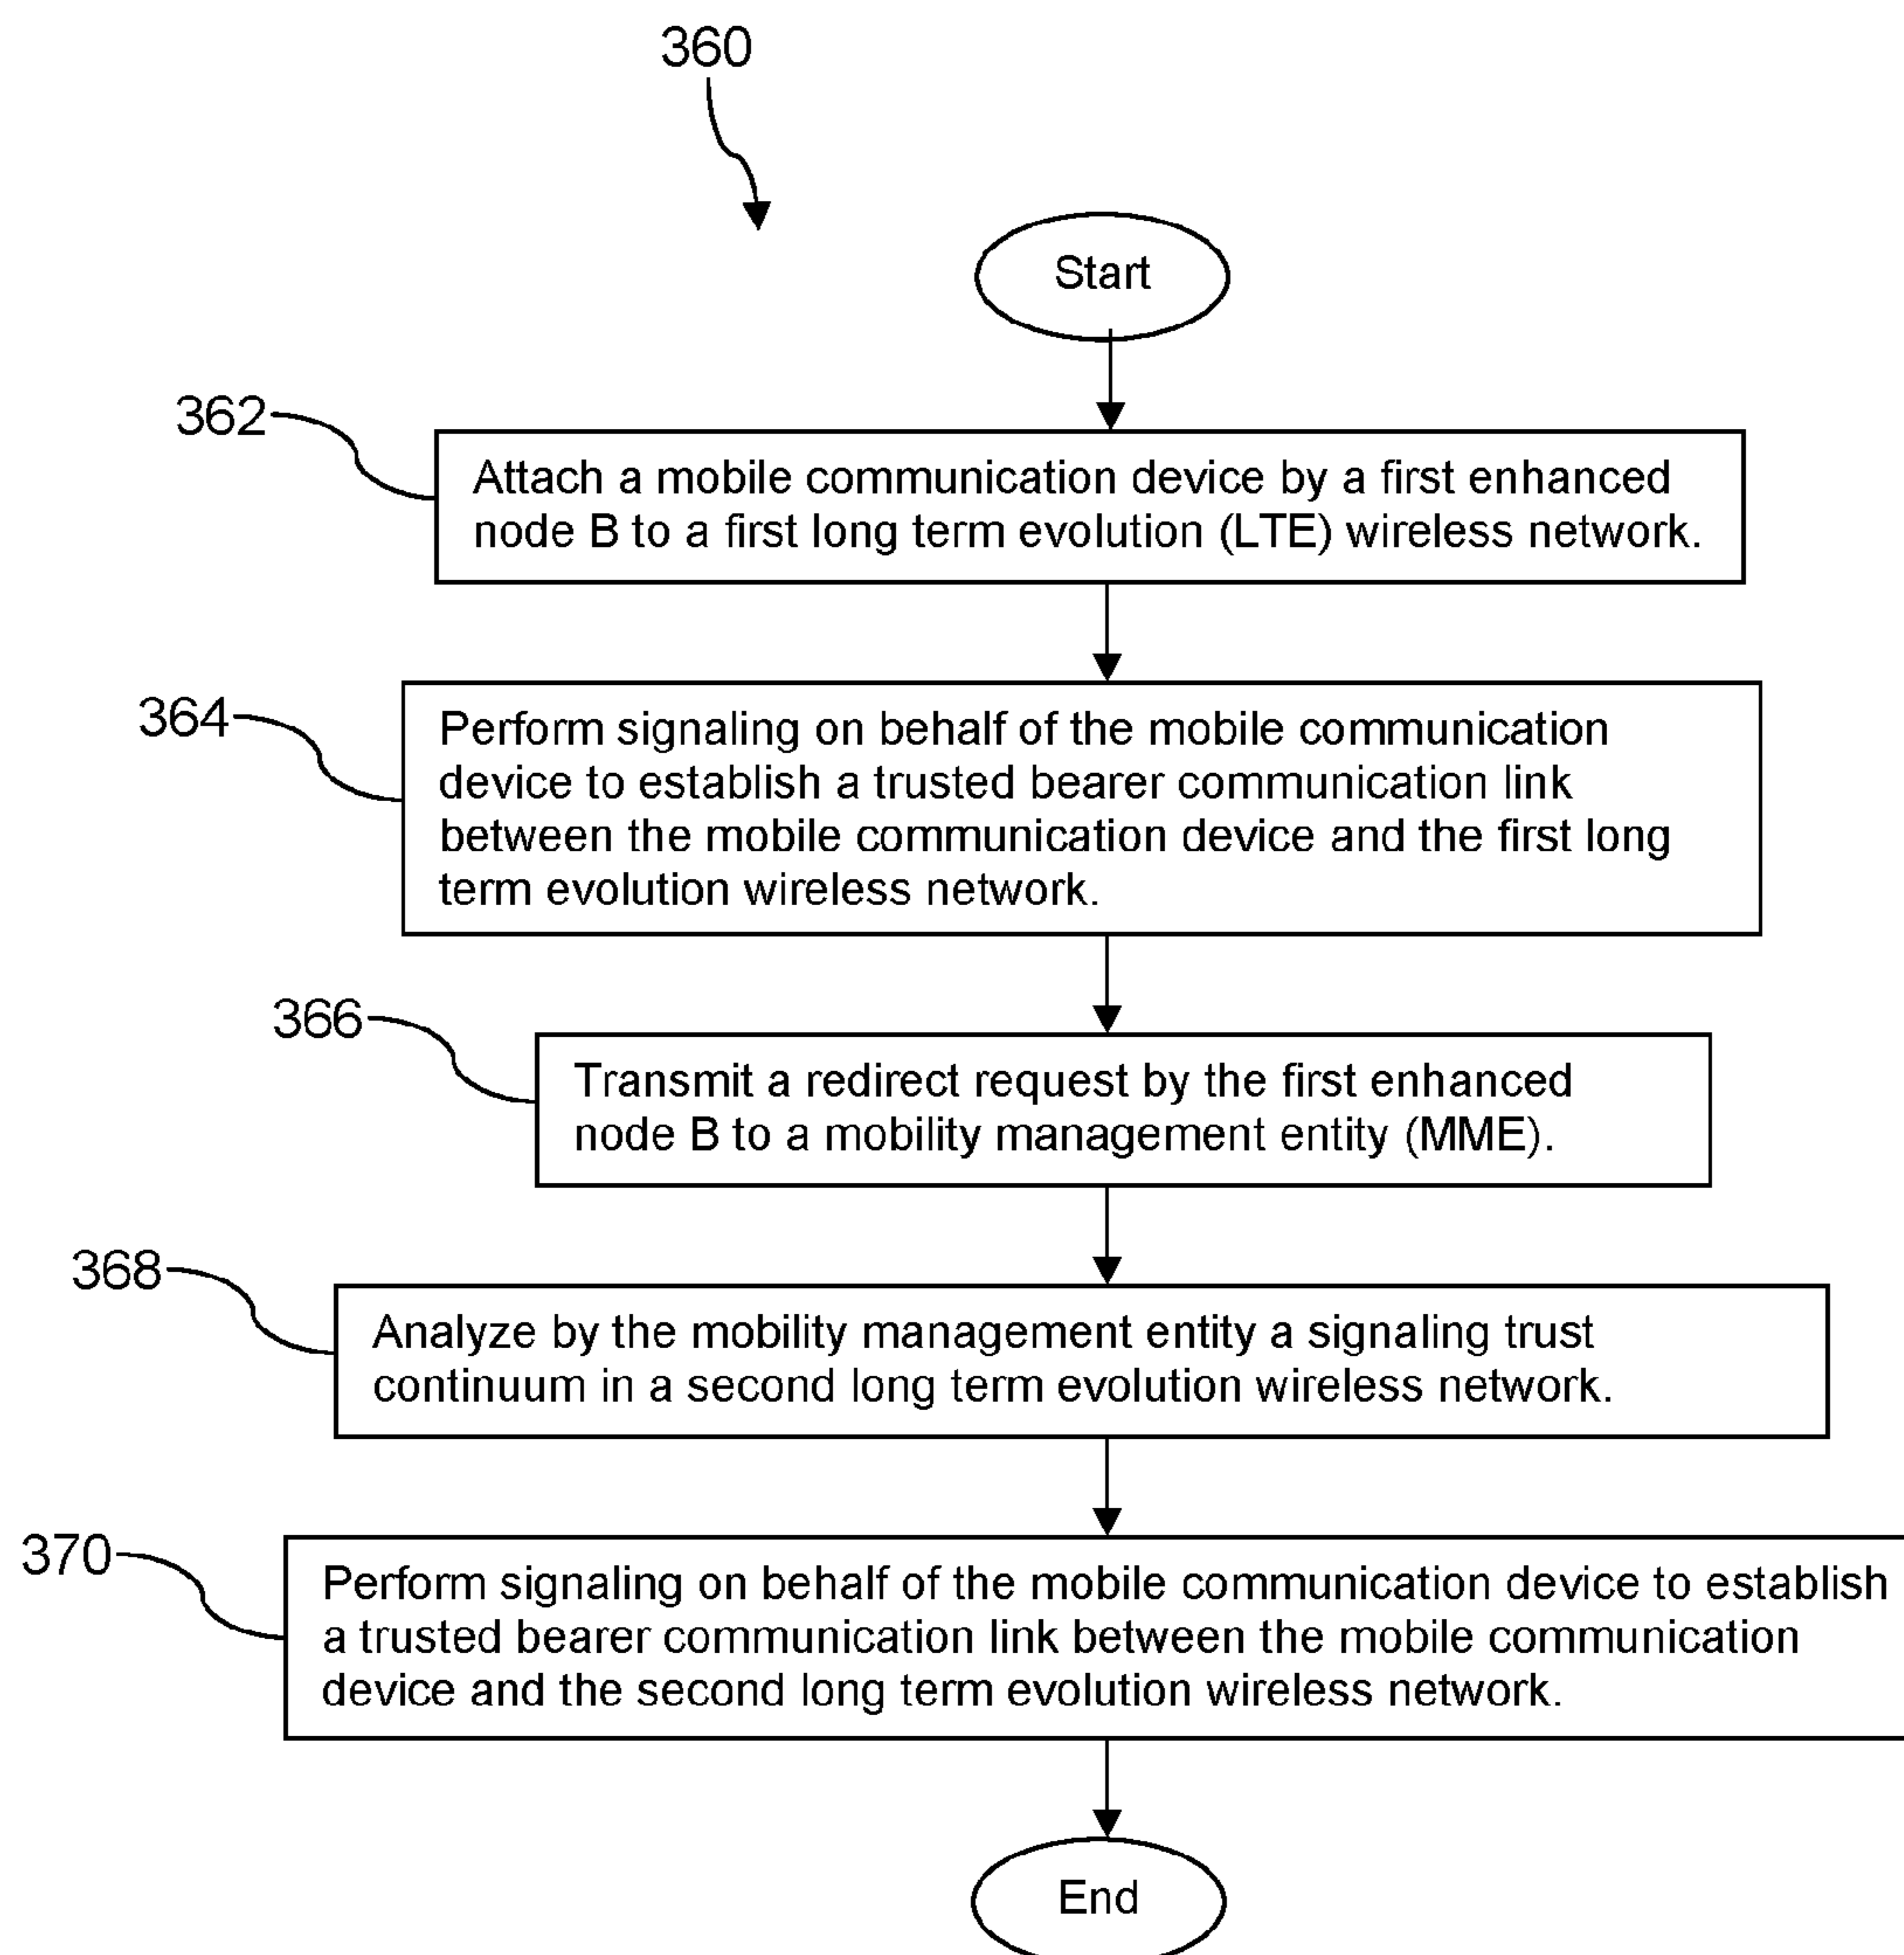 360
Start
362
Attach a mobile communication device by a first enhanced
node B to a first long term evolution (LTE) wireless network.
364
Perform signaling on behalf of the mobile communication
device to establish a trusted bearer communication link
between the mobile communication device and the first long
term evolution wireless network.
366
Transmit a redirect request by the first enhanced
node B to a mobility management entity (MME).
368
Analyze by the mobility management entity a signaling trust
continuum in a second long term evolution wireless network.
370
Perform signaling on behalf of the mobile communication device to establish
a trusted bearer communication link between the mobile communication
device and the second long term evolution wireless network.
End